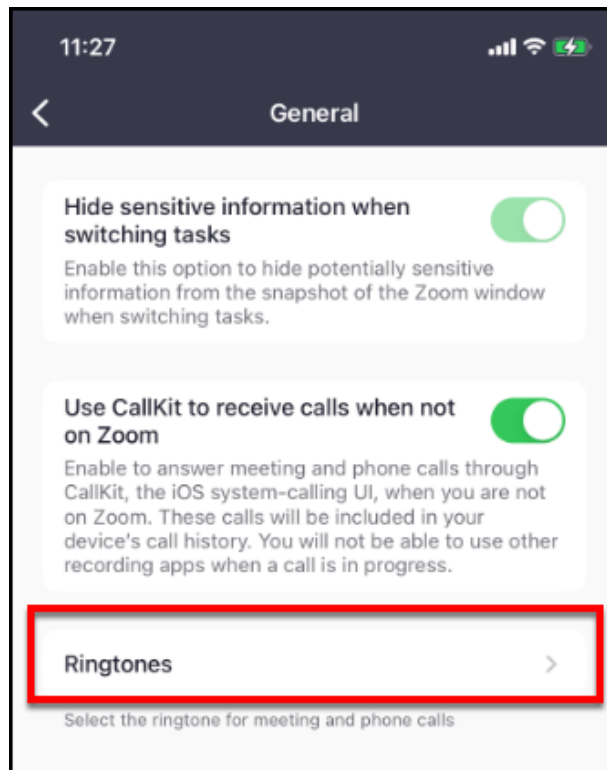 11:27
General
Hide sensitive information when
switching tasks
Enable this option to hide potentially sensitive
information from the snapshot of the Zoom window
when switching tasks.
Use CallKit to receive calls when not
on Zoom
Enable to answer meeting and phone calls through
CallKit, the iOS system-calling UI, when you are not
on Zoom. These calls will be included in your
device's call history. You will not be able to use other
recording apps when a call is in progress.
Ringtones
Select the ringtone for meeting and phone calls